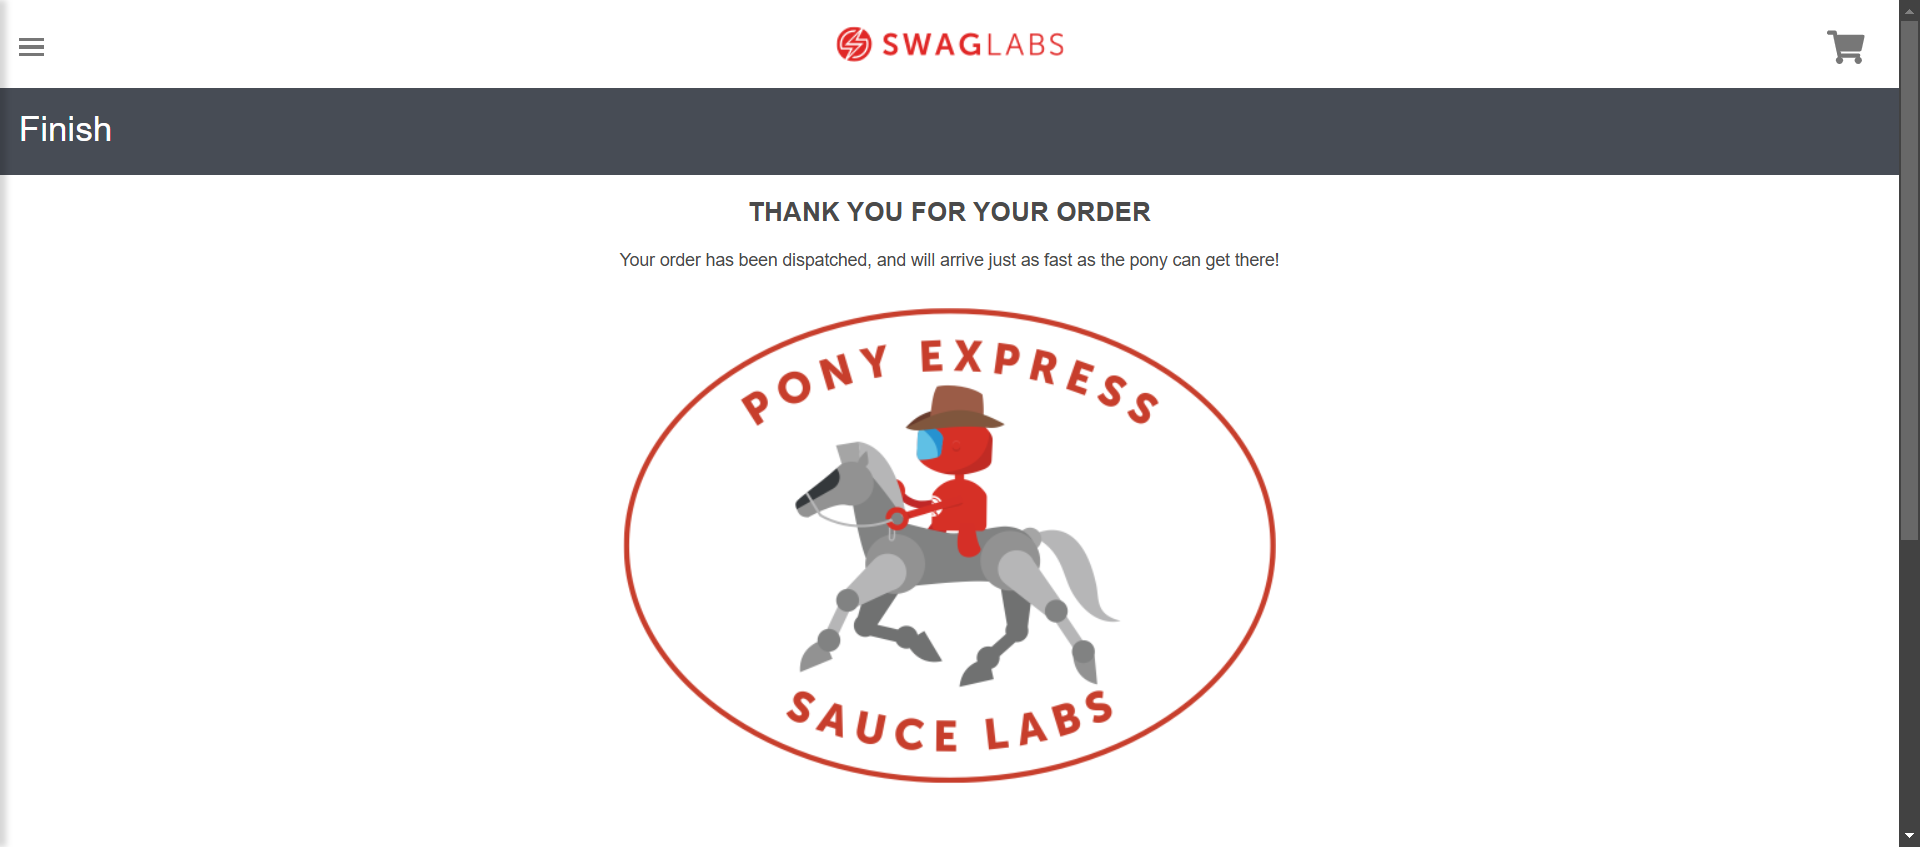 SWAGLABS
Finish
THANK YOU FOR YOUR ORDER
Your order has been dispatched, and will arrive just as fast as the pony can get there!
PONY EXPRESS
SAUCE LABS